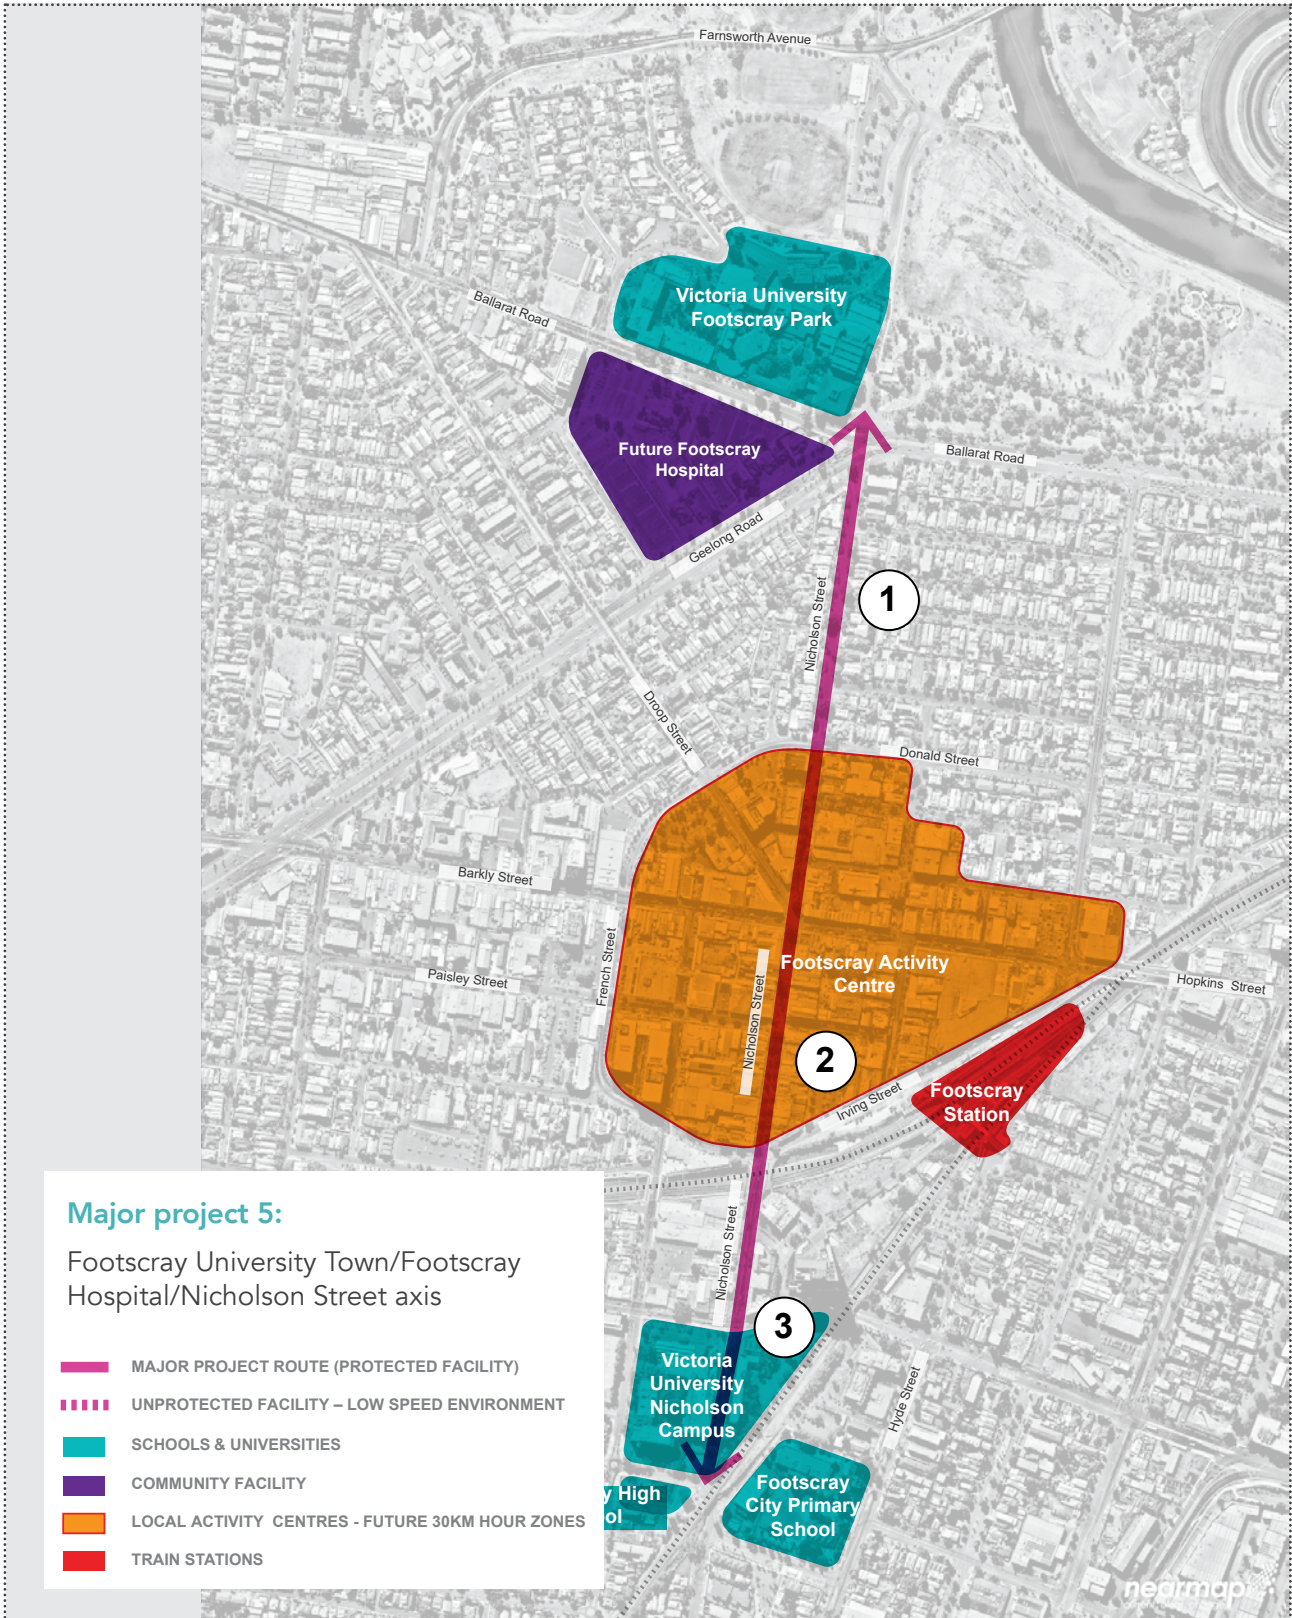 Farnsworth Avenue
Victoria University
Footscray Park
Ballarat Road
Future Footscray
Hospital
Ballarat Road
Geelong Road
Nicholson Street
1
Droop Street
Donald Street
Barkly Street
French Street
Paisley Street
Footscray Activity
Centre
Nicholson Street
Hopkins Street
2
Irving Street
Footscray
Station
Nicholson Street
3
Victoria
University
Nicholson
Campus
Hyde Street
y High
ol
Footscray
City Primary
School
Major project 5:
Footscray University Town/Footscray
Hospital/Nicholson Street axis
MAJOR PROJECT ROUTE (PROTECTED FACILITY)
UNPROTECTED FACILITY – LOW SPEED ENVIRONMENT
SCHOOLS & UNIVERSITIES
COMMUNITY FACILITY
LOCAL ACTIVITY CENTRES - FUTURE 30KM HOUR ZONES
TRAIN STATIONS
nearmap